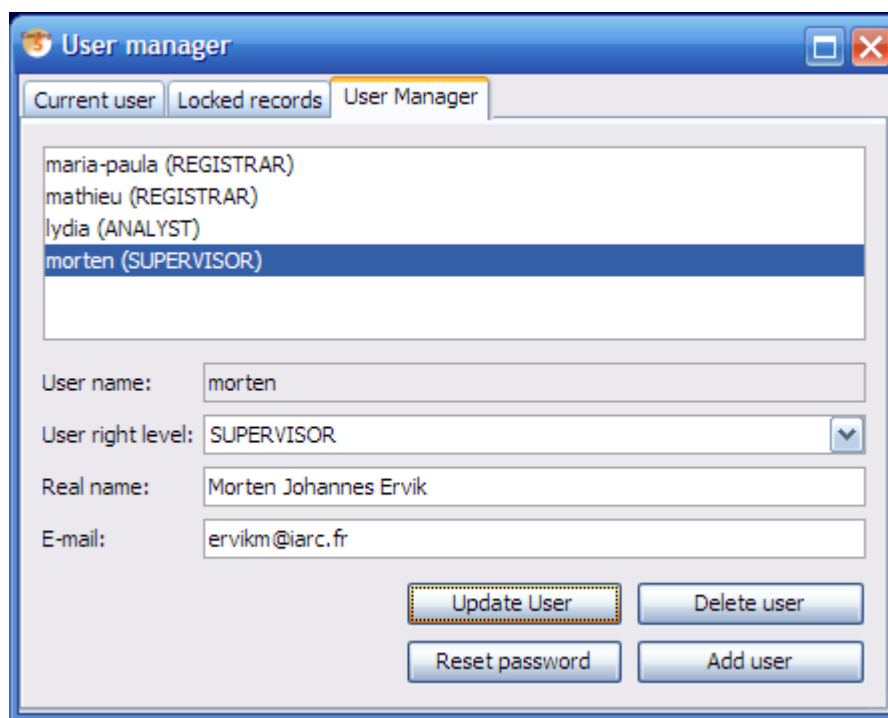 User manager
Current user Locked records User Manager
maria-paula (REGISTRAR)
mathieu (REGISTRAR)
lydia (ANALYST)
morten (SUPERVISOR)
User name: morten
User right level: SUPERVISOR
Real name: Morten Johannes Ervik
E-mail: ervikm@iarc.fr
Update User Delete user
Reset password Add user